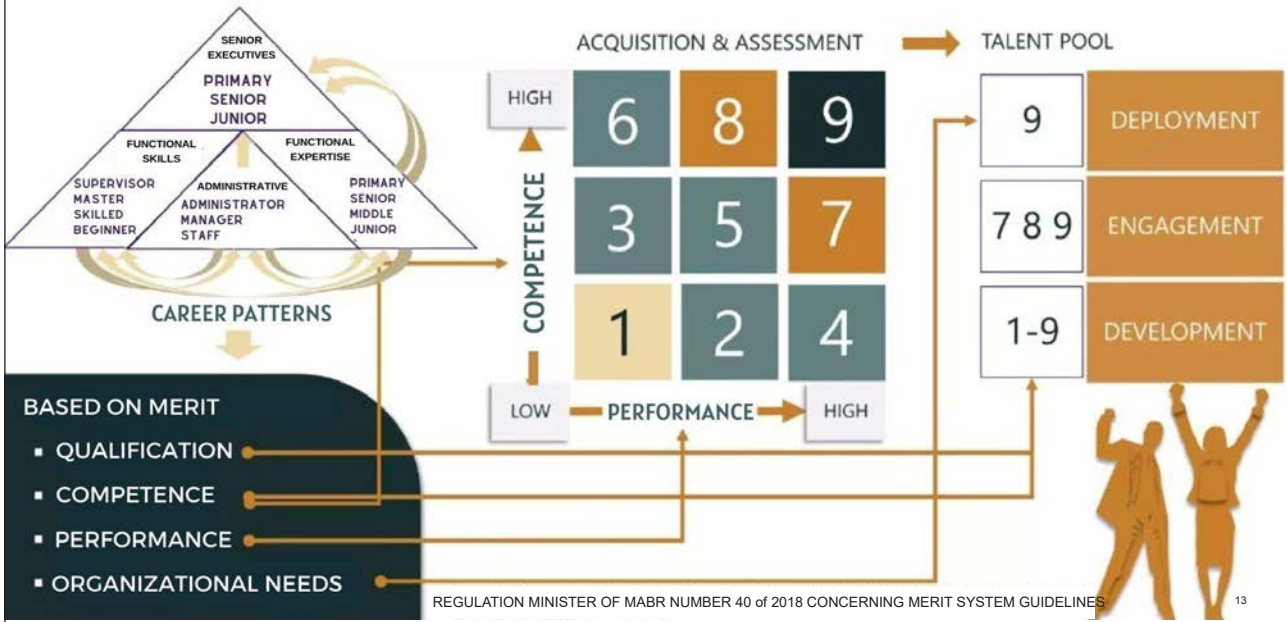 SENIOR
EXECUTIVES
PRIMARY
SENIOR
JUNIOR
FUNCTIONAL
SKILLS
SUPERVISOR
MASTER
SKILLED
BEGINNER
ADMINISTRATIVE
ADMINISTRATOR
MANAGER
STAFF
FUNCTIONAL
EXPERTISE
PRIMARY
SENIOR
MIDDLE
JUNIOR
CAREER PATTERNS
BASED ON MERIT
▪ QUALIFICATION
▪ COMPETENCE
▪ PERFORMANCE
▪ ORGANIZATIONAL NEEDS
ACQUISITION & ASSESSMENT
HIGH
COMPETENCE
6 8 9
3 5 7
1 2 4
LOW
PERFORMANCE
HIGH
TALENT POOL
9 DEPLOYMENT
7 8 9 ENGAGEMENT
1-9 DEVELOPMENT
REGULATION MINISTER OF MABR NUMBER 40 of 2018 CONCERNING MERIT SYSTEM GUIDELINES
13